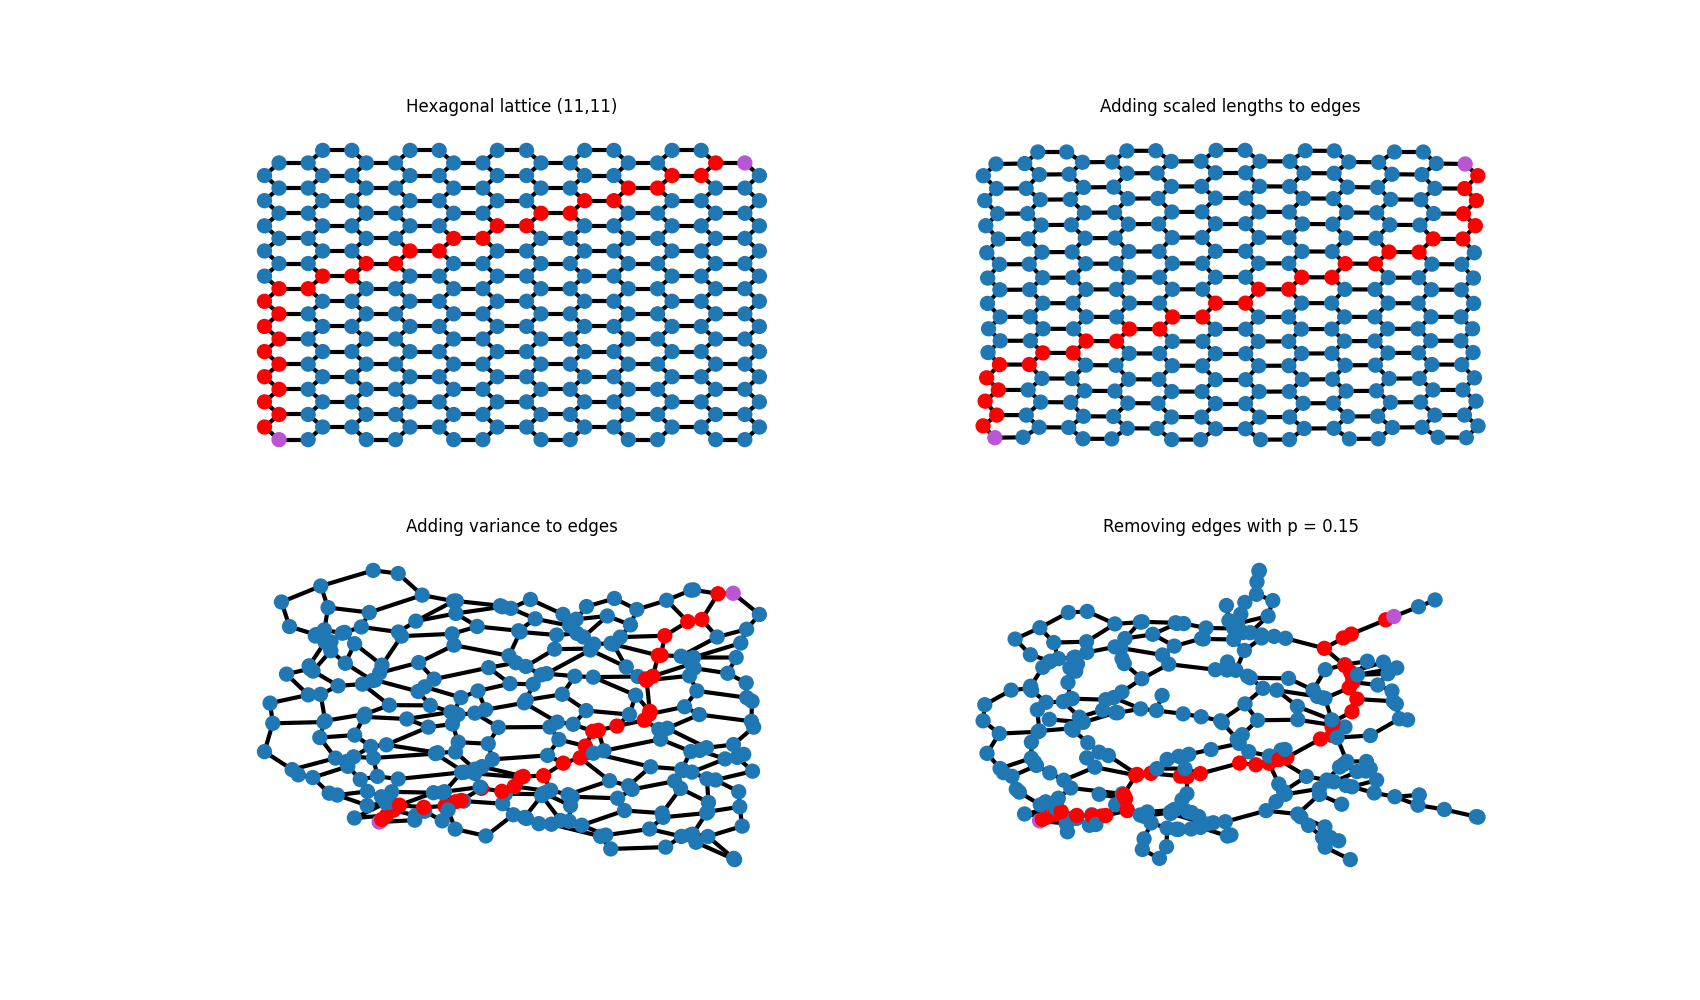 Hexagonal lattice (11,11)
Adding scaled lengths to edges
Adding variance to edges
Removing edges with p = 0.15